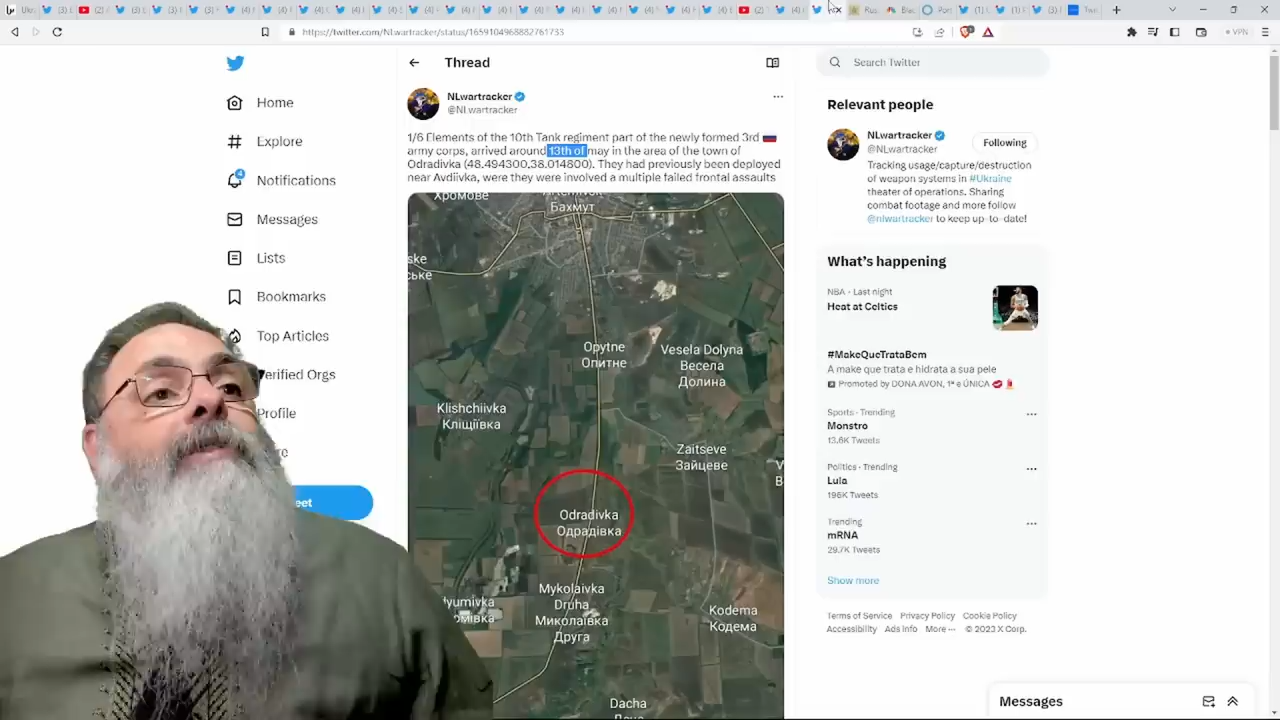 https://twitter.com/NLwartracker/status/1659104968882761733
VPN
Home
Explore
4
Notifications
Messages
Lists
Bookmarks
Top Articles
erified Orgs
Profile
Thread
NLwartracker
@NLwartracker
1/6 Elements of the 10th Tank regiment part of the newly formed 3rd
army corps, arrived around 13th of may in the area of the town of
Odradivka (48.494300,38.014800). They had previously been deployed
near Avdiivka, were they were involved a multiple failed frontal assaults
Хромове
Бахмут
ske
ське
Opytne
Опитне
Vesela Dolyna
Весела
Долина
Klishchiivka
Кліщіївка
Zaitseve
Зайцеве
Odradivka
Одрадівка
Mykolaivka
Druha
Миколаївка
Друга
Kodema
Кодема
Dacha
Search Twitter
Relevant people
NLwartracker
@NLwartracker
Following
Tracking usage/capture/destruction
of weapon systems in #Ukraine
theater of operations. Sharing
combat footage and more follow
@nlwartracker to keep up-to-date!
What's happening
NBA · Last night
Heat at Celtics
#MakeQueTrataBem
A make que trata e hidrata a sua pele
Promoted by DONA AVON, 1ª e ÚNICA
Sports · Trending
Monstro
13.6K Tweets
Politics · Trending
Lula
196K Tweets
Trending
mRNA
29.7K Tweets
Show more
Terms of Service Privacy Policy Cookie Policy
Accessibility Ads info More ··· © 2023 X Corp.
Messages